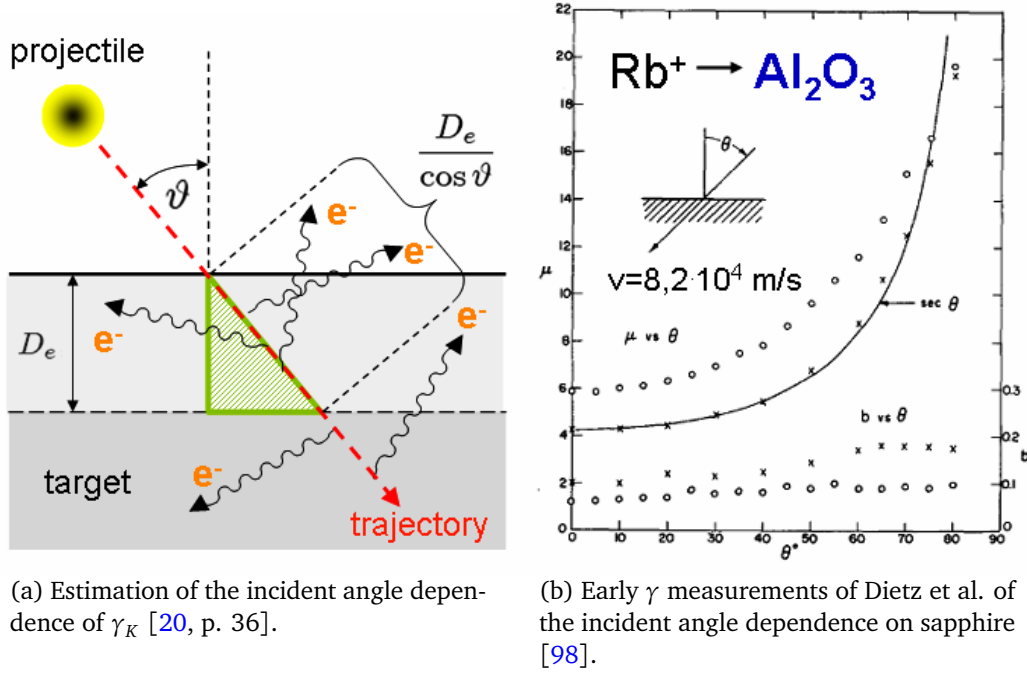 projectile
ϑ
D_e / cos ϑ
e⁻
e⁻
e⁻
e⁻
D_e
e⁻
target
trajectory
(a) Estimation of the incident angle depen-
dence of γ_K [20, p. 36].
22
20
18
16
14
12
μ
10
8
6
4
2
0
Rb⁺ → Al₂O₃
θ
v=8,2·10⁴ m/s
sec θ
μ vs θ
b vs θ
0.3
0.2
b
0.1
0
0 10 20 30 40 50 60 70 80 90
θ°
(b) Early γ measurements of Dietz et al. of
the incident angle dependence on sapphire
[98].